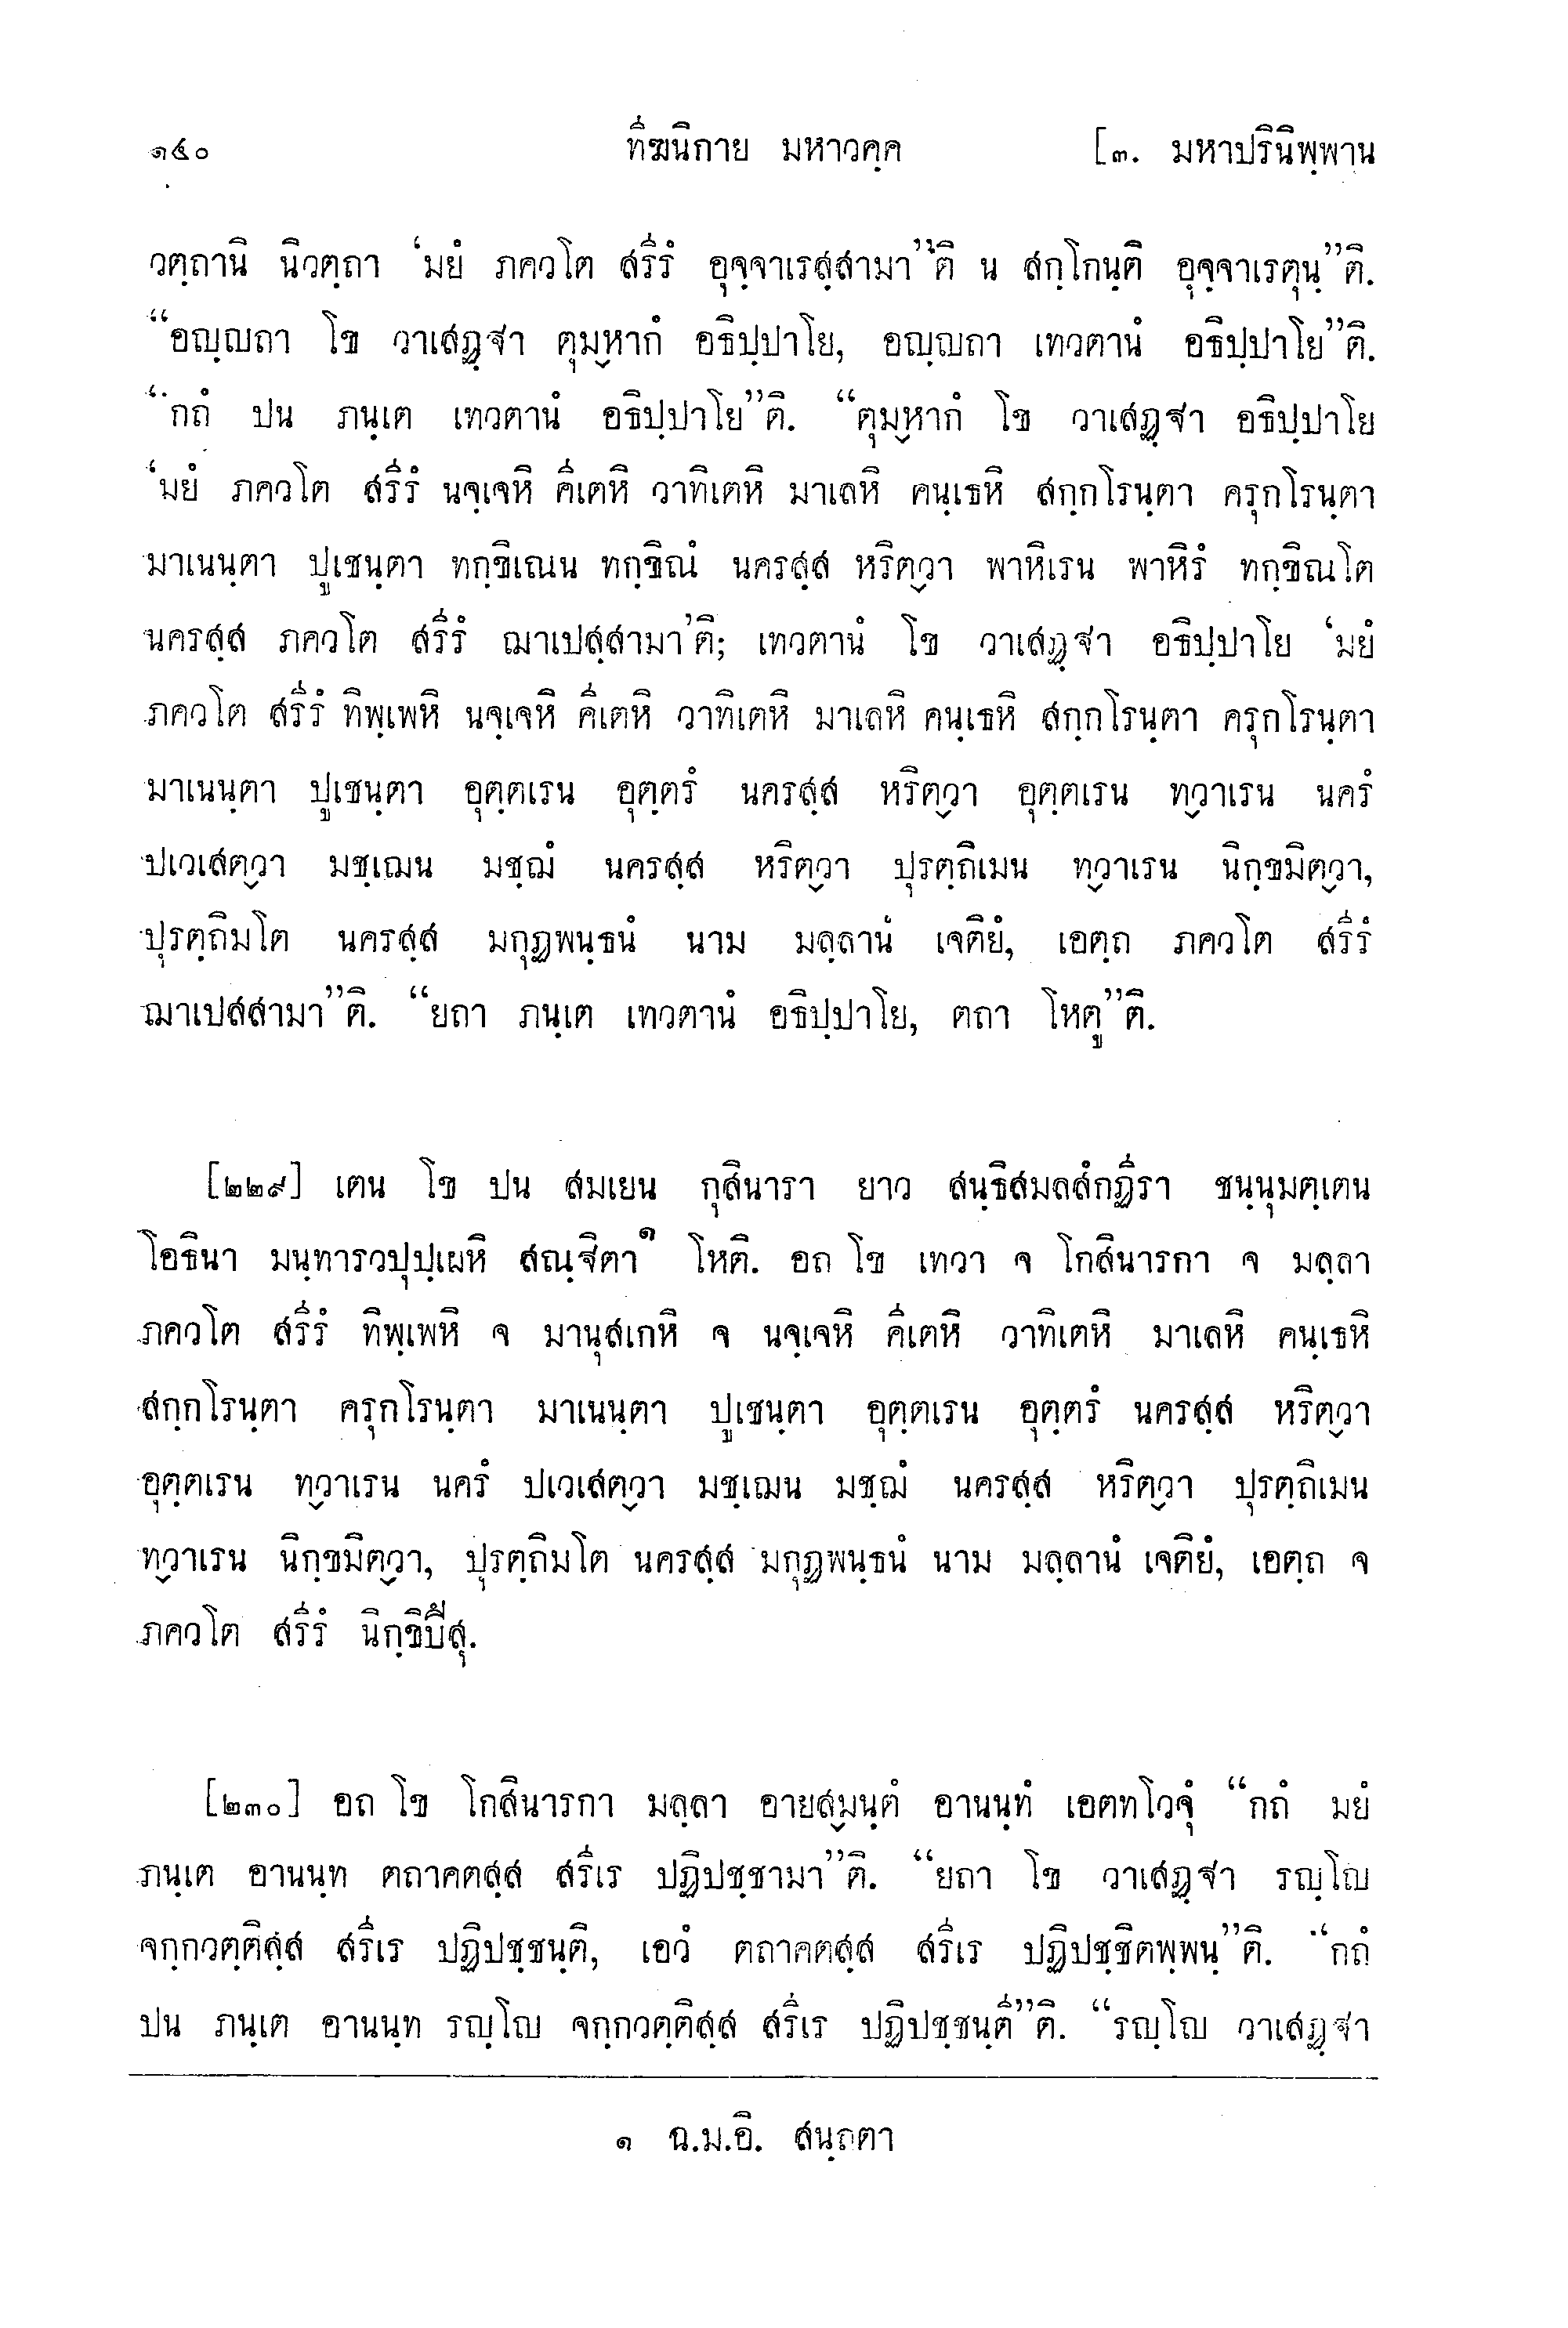 ๑๕๐ ทีฆนิกาย มหาวคฺค [๓. มหาปรินิพฺพาน
วตฺถานิ นิวตฺถา ‘มยํ ภควโต สรีรํ อุจฺจาเรสฺสามา’’ติ น สกฺโกนฺติ อุจฺจาเรตุนฺ”ติ.
“อญฺญถา โข วาเสฏฺฐา ตุมฺหากํ อธิปฺปาโย, อญฺญถา เทวตานํ อธิปฺปาโย”ติ.
“กถํ ปน ภนฺเต เทวตานํ อธิปฺปาโย”ติ. “ตุมฺหากํ โข วาเสฏฺฐา อธิปฺปาโย
‘มยํ ภควโต สรีรํ นจฺเจหิ คีเตหิ วาทิเตหิ มาเลหิ คนฺเธหิ สกฺกโรนฺตา ครุกโรนฺตา
มาเนนฺตา ปูเชนฺตา ทกฺขิเณน ทกฺขิณํ นครสฺส หริตฺวา พาหิเรน พาหิรํ ทกฺขิณโต
นครสฺส ภควโต สรีรํ ฌาเปสฺสามา’ติ; เทวตานํ โข วาเสฏฺฐา อธิปฺปาโย ‘มยํ
ภควโต สรีรํ ทิพฺเพหิ นจฺเจหิ คีเตหิ วาทิเตหิ มาเลหิ คนฺเธหิ สกฺกโรนฺตา ครุกโรนฺตา
มาเนนฺตา ปูเชนฺตา อุตฺตเรน อุตฺตรํ นครสฺส หริตฺวา อุตฺตเรน ทฺวาเรน นครํ
ปเวเสตฺวา มชฺเฌน มชฺฌํ นครสฺส หริตฺวา ปุรตฺถิเมน ทฺวาเรน นิกฺขมิตฺวา,
ปุรตฺถิมโต นครสฺส มกุฏพนฺธนํ นาม มลฺลานํ เจติยํ, เอตฺถ ภควโต สรีรํ
ฌาเปสสามา”ติ. “ยถา ภนฺเต เทวตานํ อธิปฺปาโย, ตถา โหตู”ติ.
[๒๒๙] เตน โข ปน สมเยน กุสินารา ยาว สนฺธิสมลสํกฏีรา ชนฺนุมตฺเตน
โอธินา มนฺทารวปุปฺเผหิ สณฺฐิตา๑ โหติ. อถ โข เทวา จ โกสินารกา จ มลฺลา
ภควโต สรีรํ ทิพฺเพหิ จ มานุสเกหิ จ นจฺเจหิ คีเตหิ วาทิเตหิ มาเลหิ คนฺเธหิ
สกฺกโรนฺตา ครุกโรนฺตา มาเนนฺตา ปูเชนฺตา อุตฺตเรน อุตฺตรํ นครสฺส หริตฺวา
อุตฺตเรน ทฺวาเรน นครํ ปเวเสตฺวา มชฺเฌน มชฺฌํ นครสฺส หริตฺวา ปุรตฺถิเมน
ทฺวาเรน นิกฺขมิตฺวา, ปุรตฺถิมโต นครสฺส มกุฏพนฺธนํ นาม มลฺลานํ เจติยํ, เอตฺถ จ
ภควโต สรีรํ นิกฺขิปึสุ.
[๒๓๐] อถ โข โกสินารกา มลฺลา อายสฺมนฺตํ อานนฺทํ เอตทโวจุํ “กถํ มยํ
ภนฺเต อานนฺท ตถาคตสฺส สรีเร ปฏิปชฺชามา”ติ. “ยถา โข วาเสฏฺฐา รญฺโญ
จกฺกวตฺติสฺส สรีเร ปฏิปชฺชนฺติ, เอวํ ตถาคตสฺส สรีเร ปฏิปชฺชิตพฺพนฺ”ติ. “กถํ
ปน ภนฺเต อานนฺท รญฺโญ จกฺกวตฺติสฺส สรีเร ปฏิปชฺชนฺตี”ติ. “รญฺโญ วาเสฏฺฐา
๑ ฉ.ม.อิ. สนฺถตา